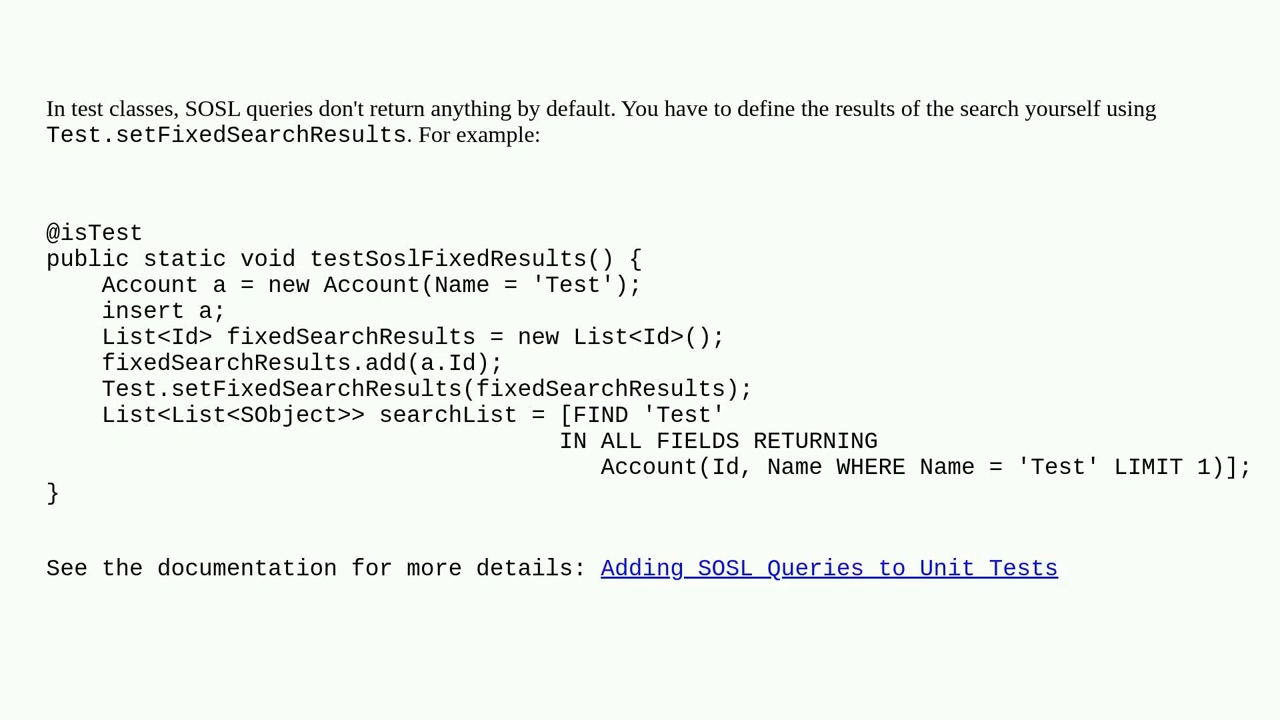 In test classes, SOSL queries don't return anything by default. You have to define the results of the search yourself using
Test.setFixedSearchResults. For example:
@isTest
public static void testSoslFixedResults() {
    Account a = new Account(Name = 'Test');
    insert a;
    List<Id> fixedSearchResults = new List<Id>();
    fixedSearchResults.add(a.Id);
    Test.setFixedSearchResults(fixedSearchResults);
    List<List<SObject>> searchList = [FIND 'Test'
                                     IN ALL FIELDS RETURNING
                                        Account(Id, Name WHERE Name = 'Test' LIMIT 1)];
}
See the documentation for more details: Adding SOSL Queries to Unit Tests